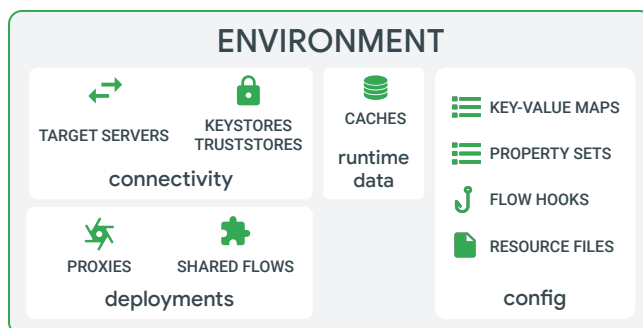 ENVIRONMENT
TARGET SERVERS
KEYSTORES
TRUSTSTORES
connectivity
CACHES
runtime
data
KEY-VALUE MAPS
PROPERTY SETS
FLOW HOOKS
RESOURCE FILES
config
PROXIES
SHARED FLOWS
deployments